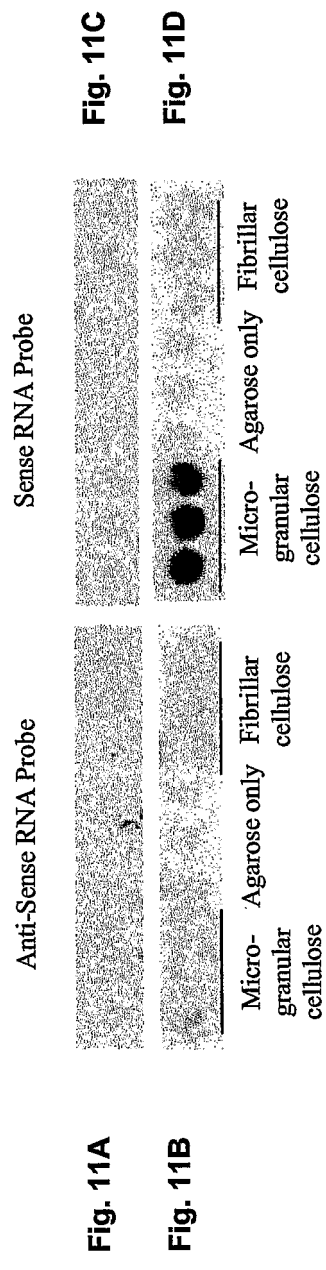 Anti-Sense RNA Probe
Sense RNA Probe
Fig. 11A
Fig. 11C
Fig. 11B
Fig. 11D
Micro-
granular
cellulose
Agarose only
Fibrillar
cellulose
Micro-
granular
cellulose
Agarose only
Fibrillar
cellulose